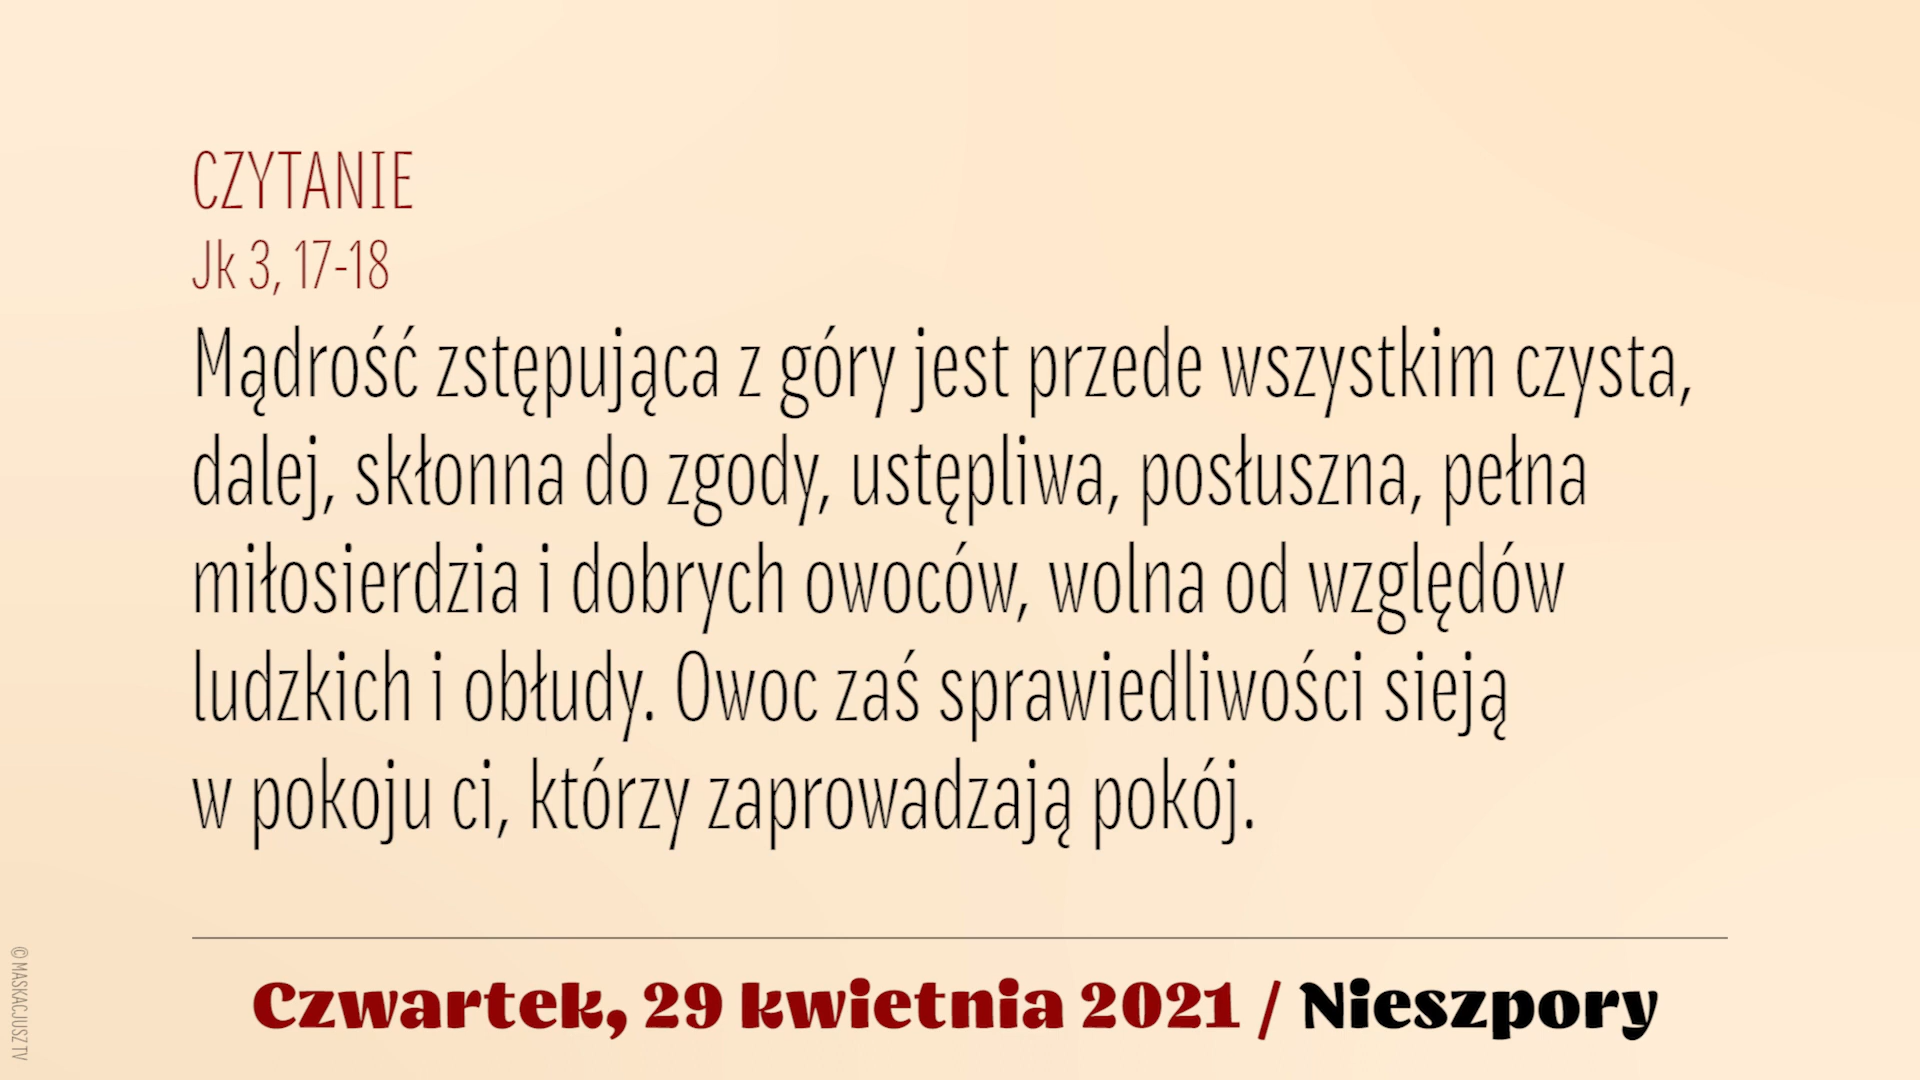 CZYTANIE
Jk 3, 17-18
Mądrość zstępująca z góry jest przede wszystkim czysta,
dalej, skłonna do zgody, ustępliwa, posłuszna, pełna
miłosierdzia i dobrych owoców, wolna od względów
ludzkich i obłudy. Owoc zaś sprawiedliwości sieją
w pokoju ci, którzy zaprowadzają pokój.
Czwartek, 29 kwietnia 2021 / Nieszpory
© MASKACJUSZ TV